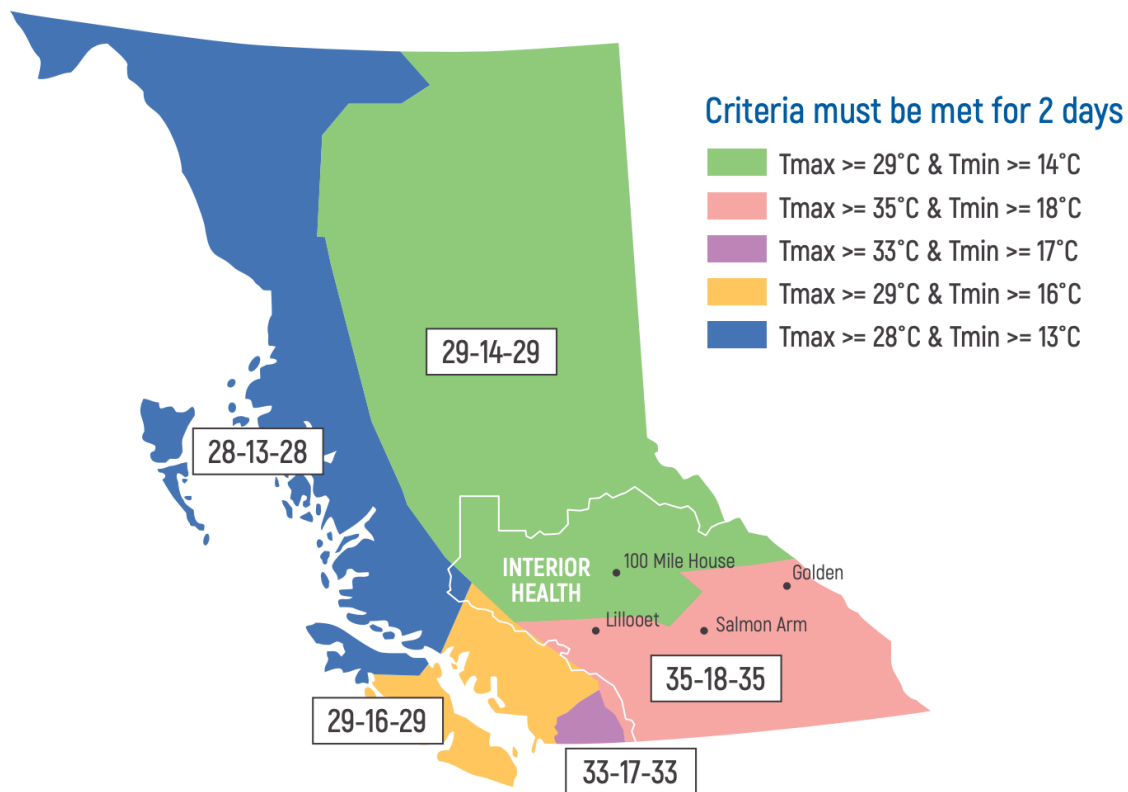 Criteria must be met for 2 days
Tmax >= 29°C & Tmin >= 14°C
Tmax >= 35°C & Tmin >= 18°C
Tmax >= 33°C & Tmin >= 17°C
Tmax >= 29°C & Tmin >= 16°C
Tmax >= 28°C & Tmin >= 13°C
29-14-29
28-13-28
INTERIOR
HEALTH
100 Mile House
Golden
Lillooet
Salmon Arm
35-18-35
29-16-29
33-17-33